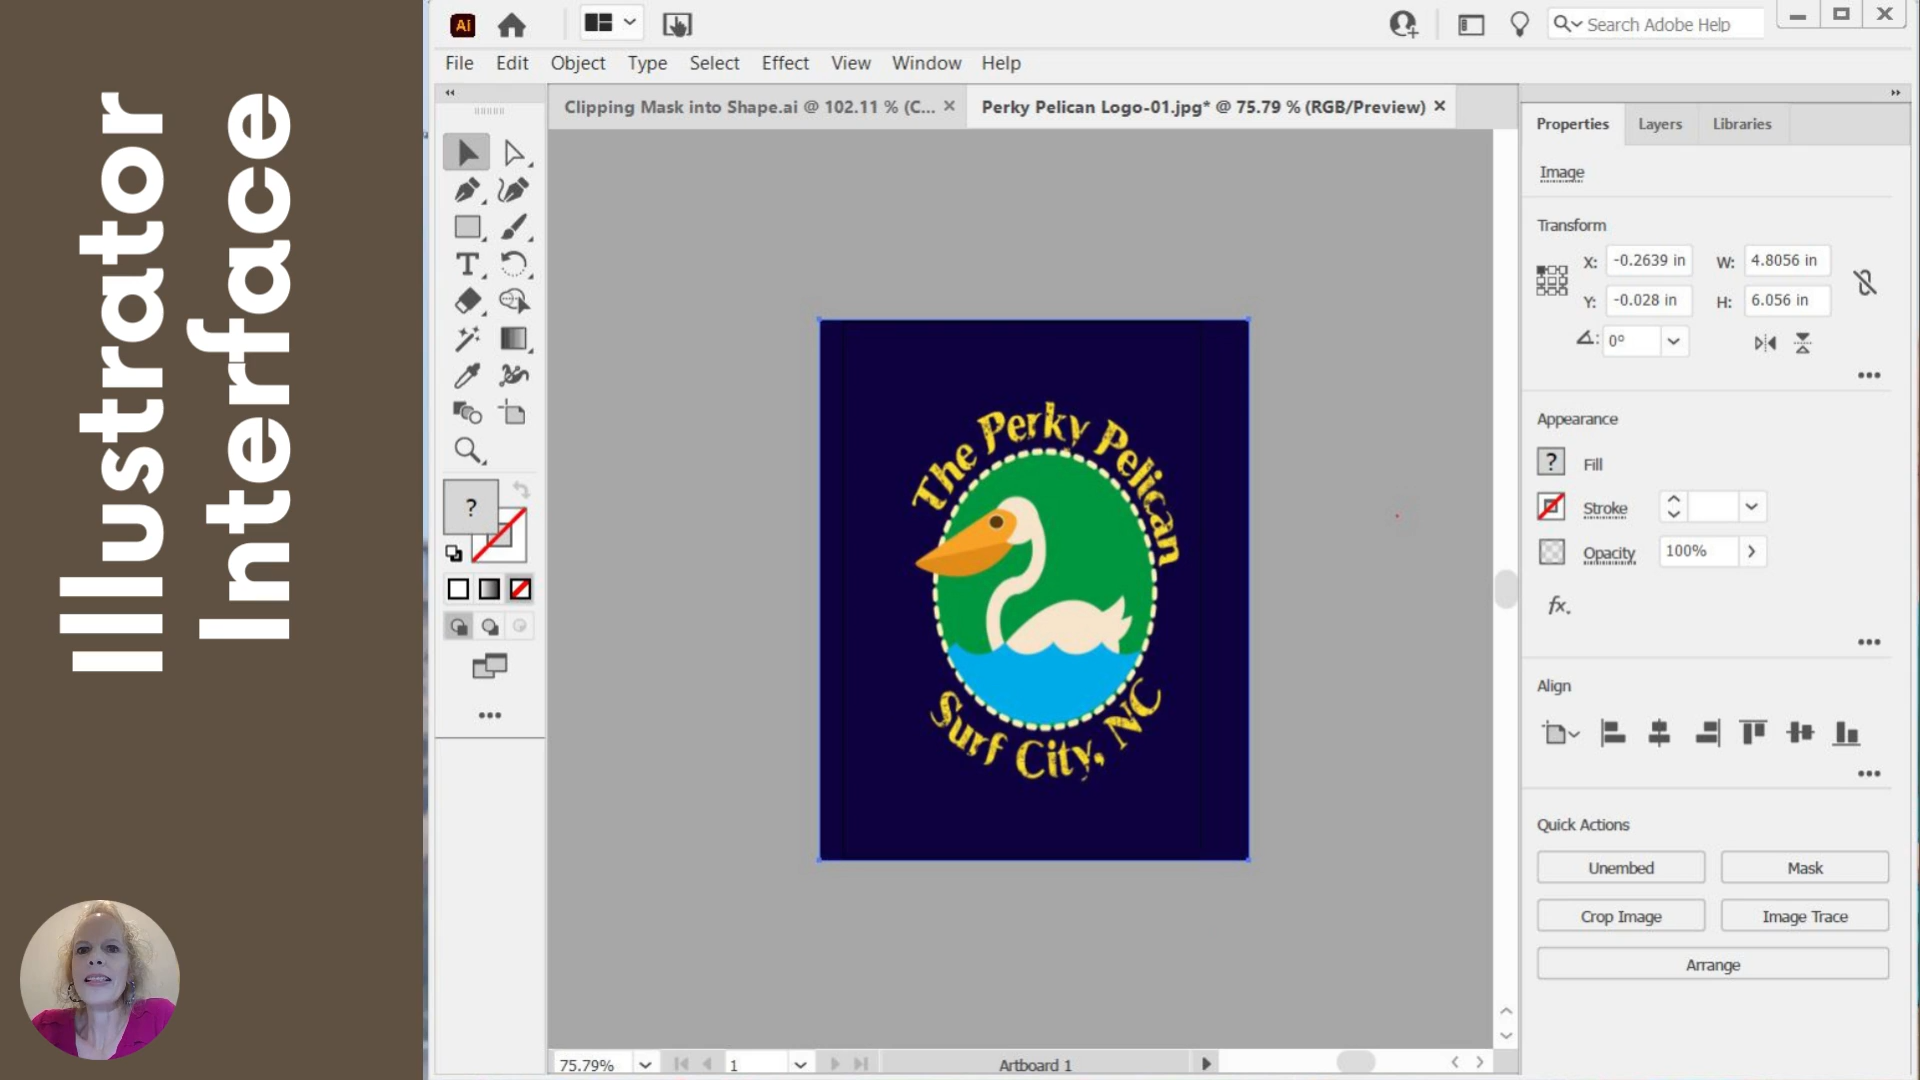 Illustrator
Interface
Ai
Search Adobe Help
File Edit Object Type Select Effect View Window Help
Clipping Mask into Shape.ai @ 102.11 % (C...
Perky Pelican Logo-01.jpg* @ 75.79 % (RGB/Preview)
Properties Layers Libraries
Image
Transform
X: -0.2639 in W: 4.8056 in
Y: -0.028 in H: 6.056 in
0°
Appearance
? Fill
Stroke
Opacity 100%
fx.
Align
Quick Actions
Unembed Mask
Crop Image Image Trace
Arrange
T
?
The Perky Pelican
Surf City, NC
75.79% 1 Artboard 1